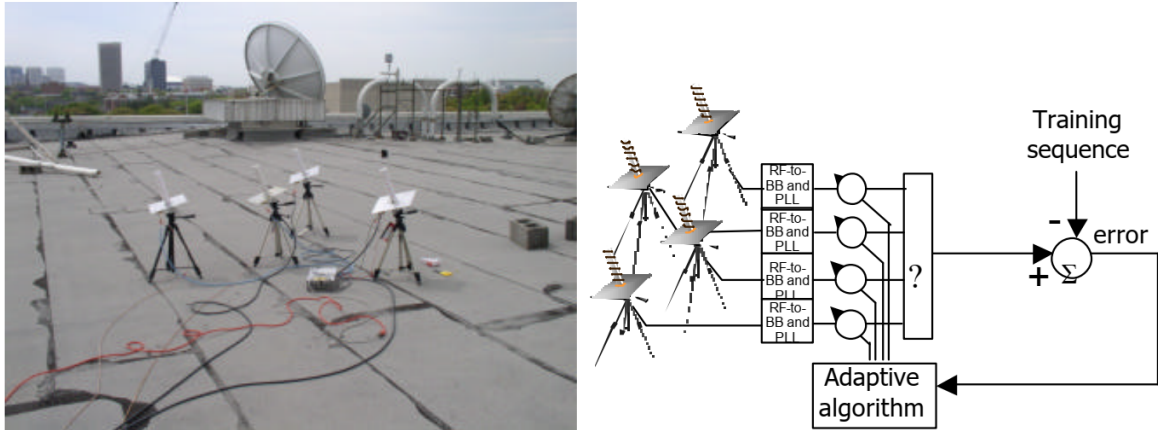 Training
sequence
RF-to-
BB and
PLL
RF-to-
BB and
PLL
RF-to-
BB and
PLL
RF-to-
BB and
PLL
?
-
+
Σ
error
Adaptive
algorithm